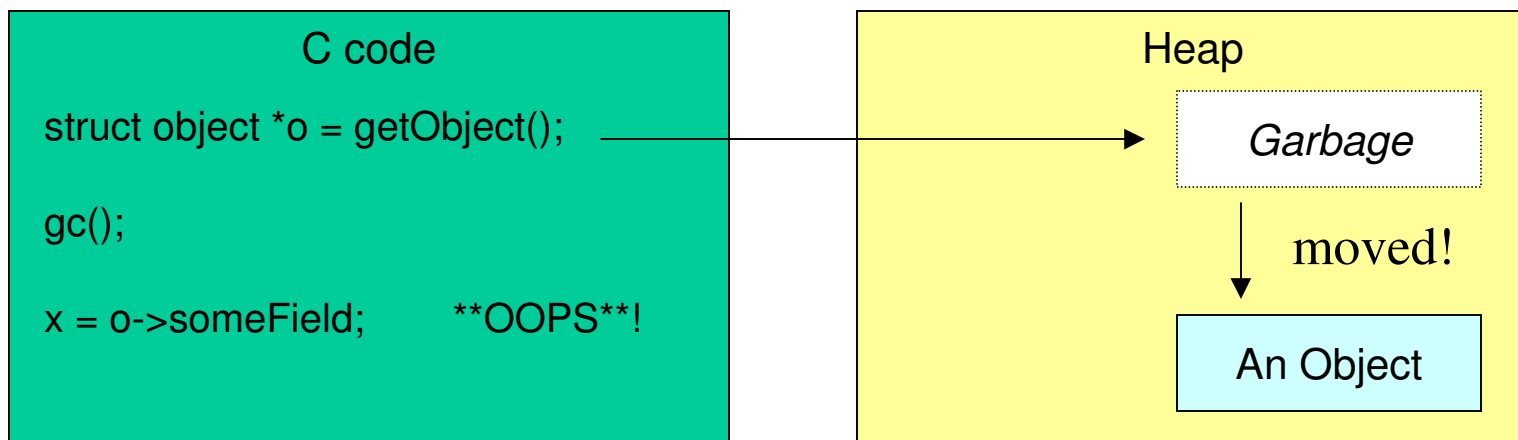 C code
struct object *o = getObject();
gc();
x = o->someField; **OOPS**!
Heap
Garbage
moved!
An Object